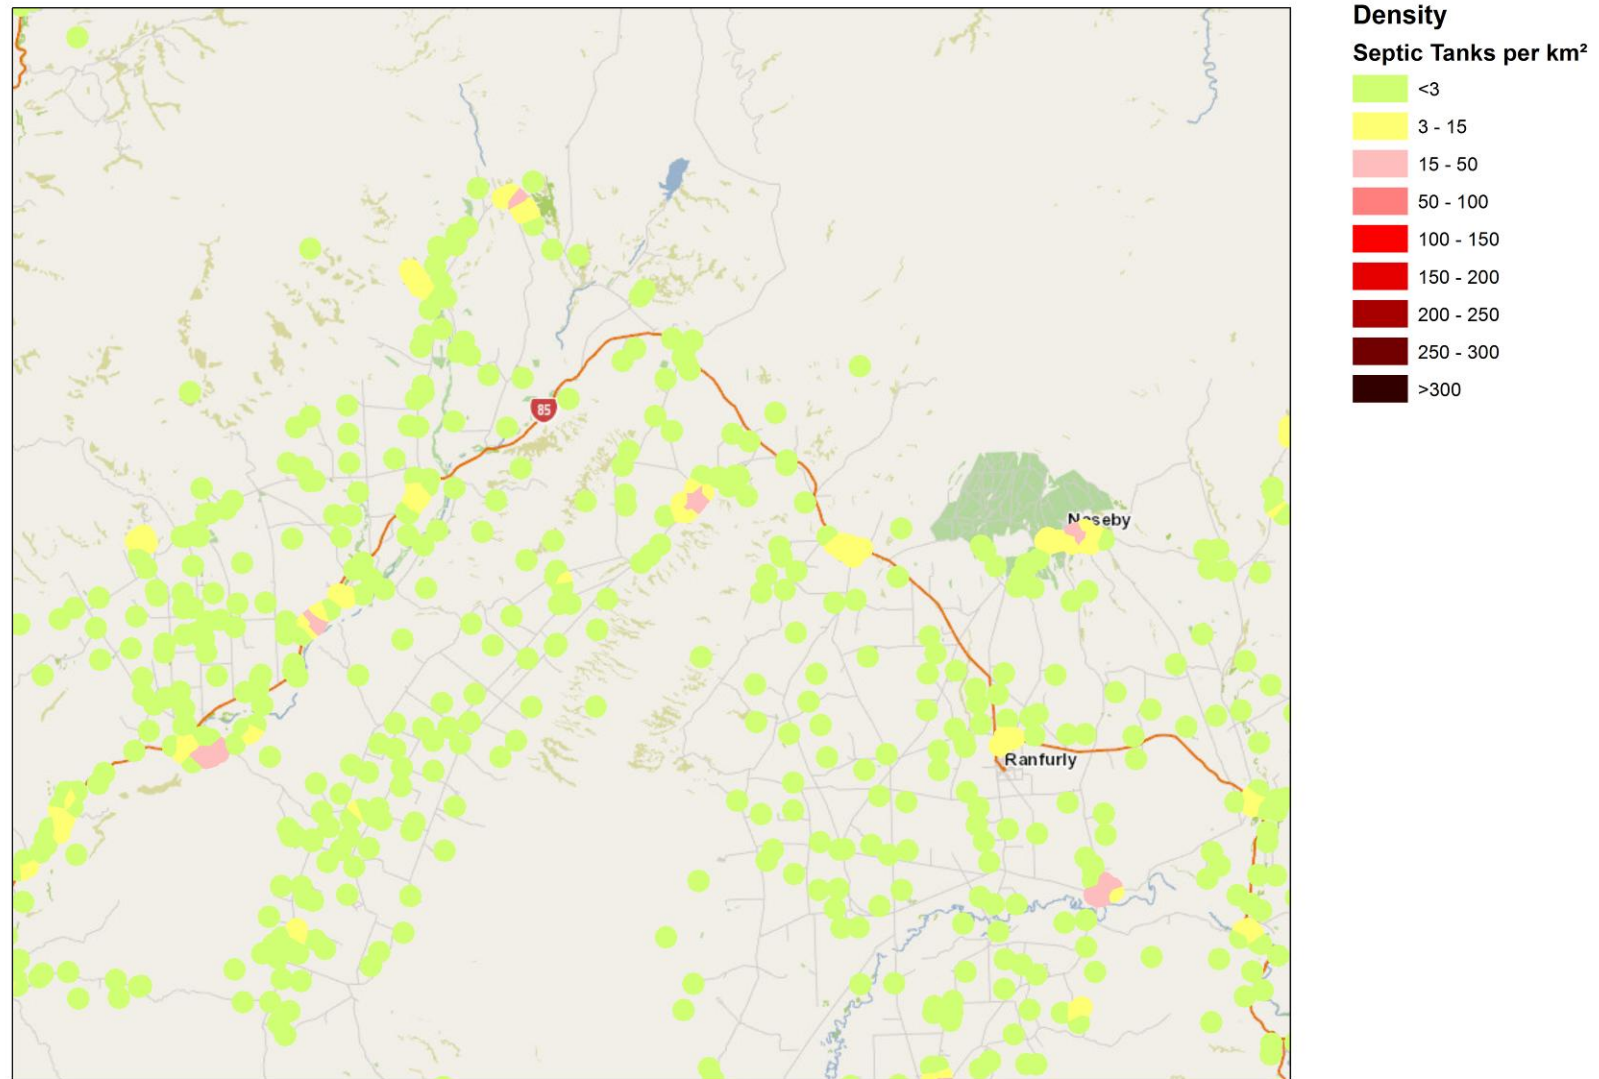 Density
Septic Tanks per km²
<3
3 - 15
15 - 50
50 - 100
100 - 150
150 - 200
200 - 250
250 - 300
>300
85
Naseby
Ranfurly